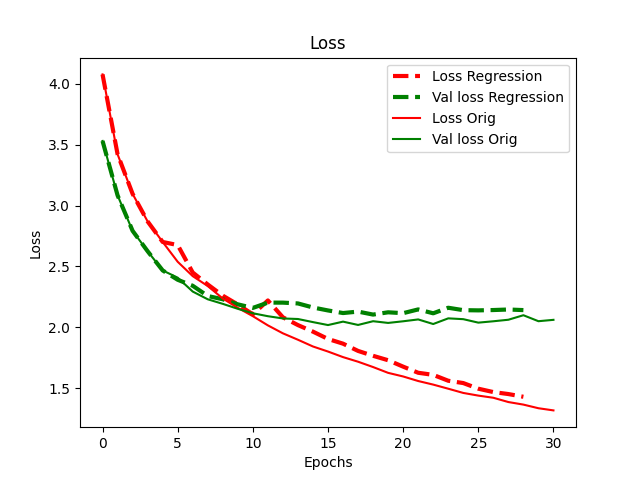 Loss
Loss Regression
Val loss Regression
Loss Orig
Val loss Orig
4.0
3.5
3.0
2.5
2.0
1.5
Loss
0 5 10 15 20 25 30
Epochs